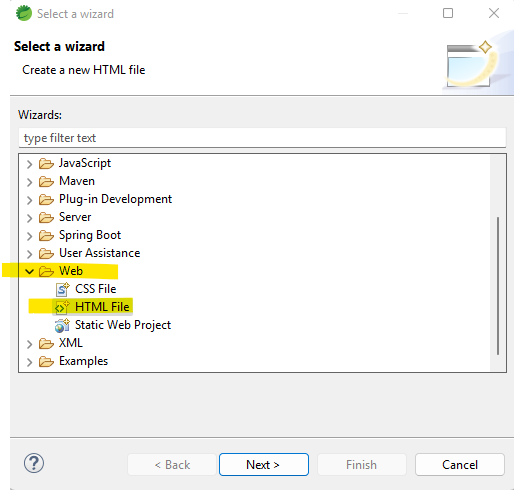 Select a wizard
Select a wizard
Create a new HTML file
Wizards:
type filter text
JavaScript
Maven
Plug-in Development
Server
Spring Boot
User Assistance
Web
CSS File
HTML File
Static Web Project
XML
Examples
< Back
Next >
Finish
Cancel